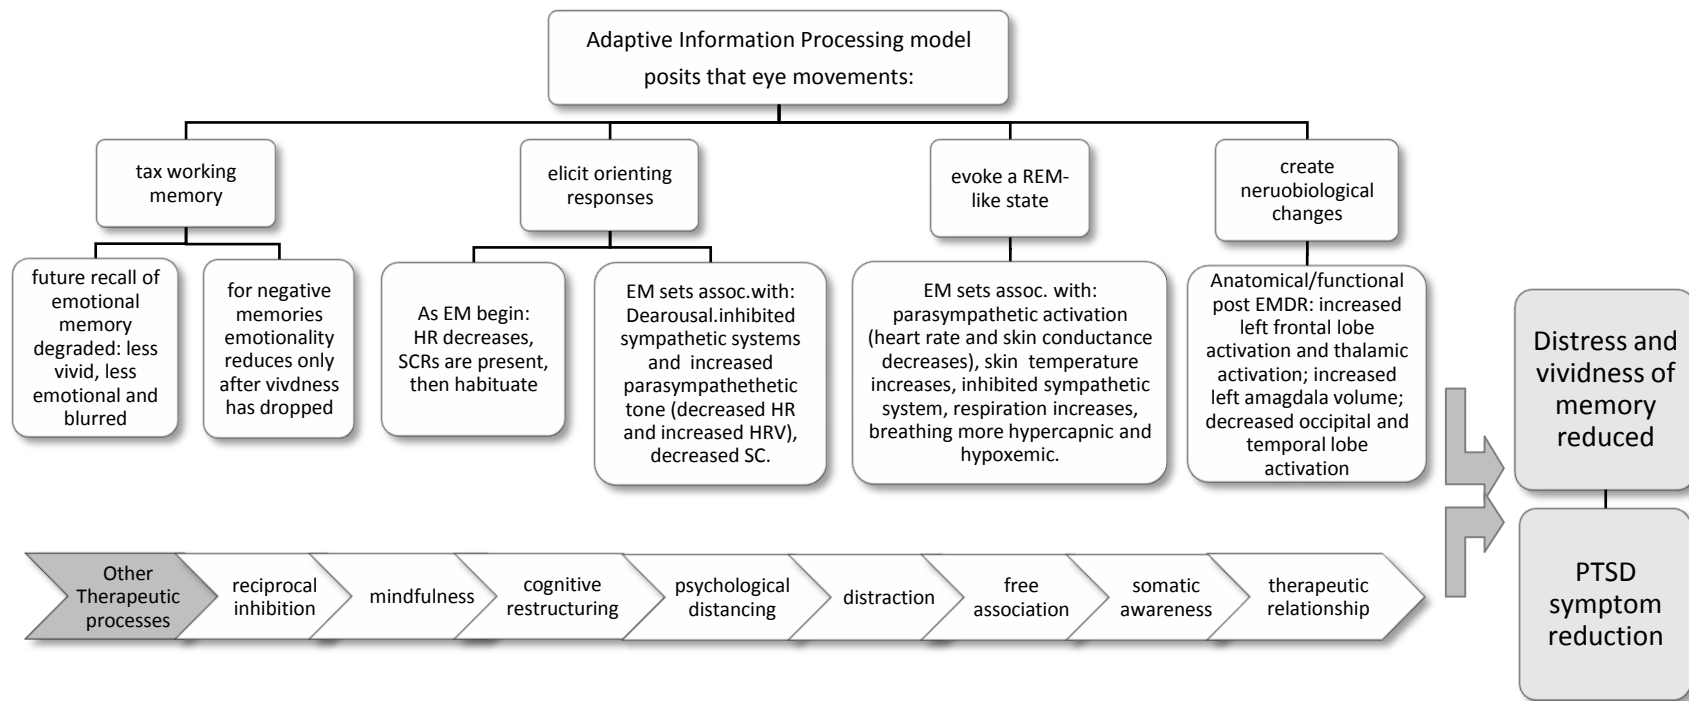 Adaptive Information Processing model
posits that eye movements:
tax working
memory
elicit orienting
responses
evoke a REM-
like state
create
neruobiological
changes
future recall of
emotional
memory
degraded: less
vivid, less
emotional and
blurred
for negative
memories
emotionality
reduces only
after vivdness
has dropped
As EM begin:
HR decreases,
SCRs are present,
then habituate
EM sets assoc.with:
Dearousal.inhibited
sympathetic systems
and increased
parasympathethetic
tone (decreased HR
and increased HRV),
decreased SC.
EM sets assoc. with:
parasympathetic activation
(heart rate and skin conductance
decreases), skin temperature
increases, inhibited sympathetic
system, respiration increases,
breathing more hypercapnic and
hypoxemic.
Anatomical/functional
post EMDR: increased
left frontal lobe
activation and thalamic
activation; increased
left amagdala volume;
decreased occipital and
temporal lobe
activation
Distress and
vividness of
memory
reduced
PTSD
symptom
reduction
Other
Therapeutic
processes
reciprocal
inhibition
mindfulness
cognitive
restructuring
psychological
distancing
distraction
free
association
somatic
awareness
therapeutic
relationship